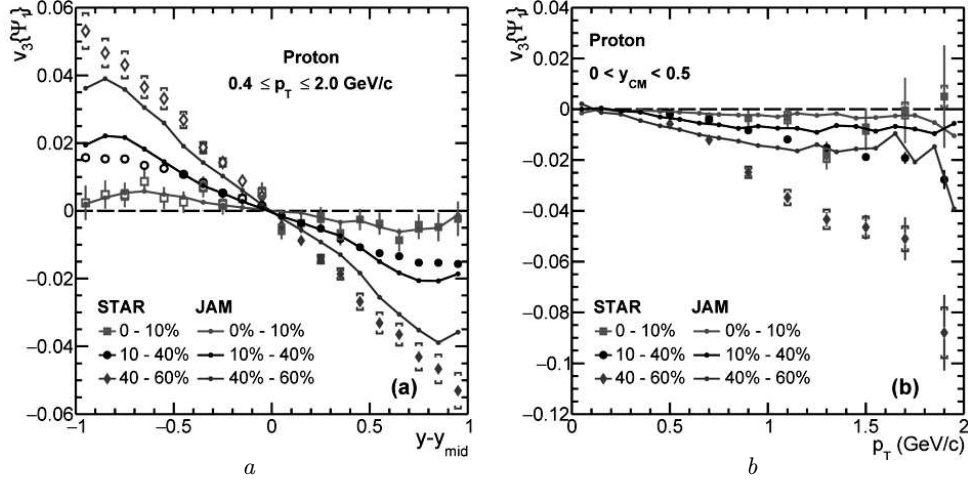 v₃{Ψ₁}
0.06
0.04
0.02
0
−0.02
−0.04
−0.06
Proton
0.4 ≤ p_T ≤ 2.0 GeV/c
STAR JAM
0 - 10% 0% - 10%
10 - 40% 10% - 40%
40 - 60% 40% - 60%
(a)
−1 −0.5 0 0.5 1
y-y_mid
a
v₃{Ψ₁}
0.04
0.02
0
−0.02
−0.04
−0.06
−0.08
−0.1
−0.12
Proton
0 < y_CM < 0.5
STAR JAM
0 - 10% 0% - 10%
10 - 40% 10% - 40%
40 - 60% 40% - 60%
(b)
0 0.5 1 1.5 2
p_T (GeV/c)
b